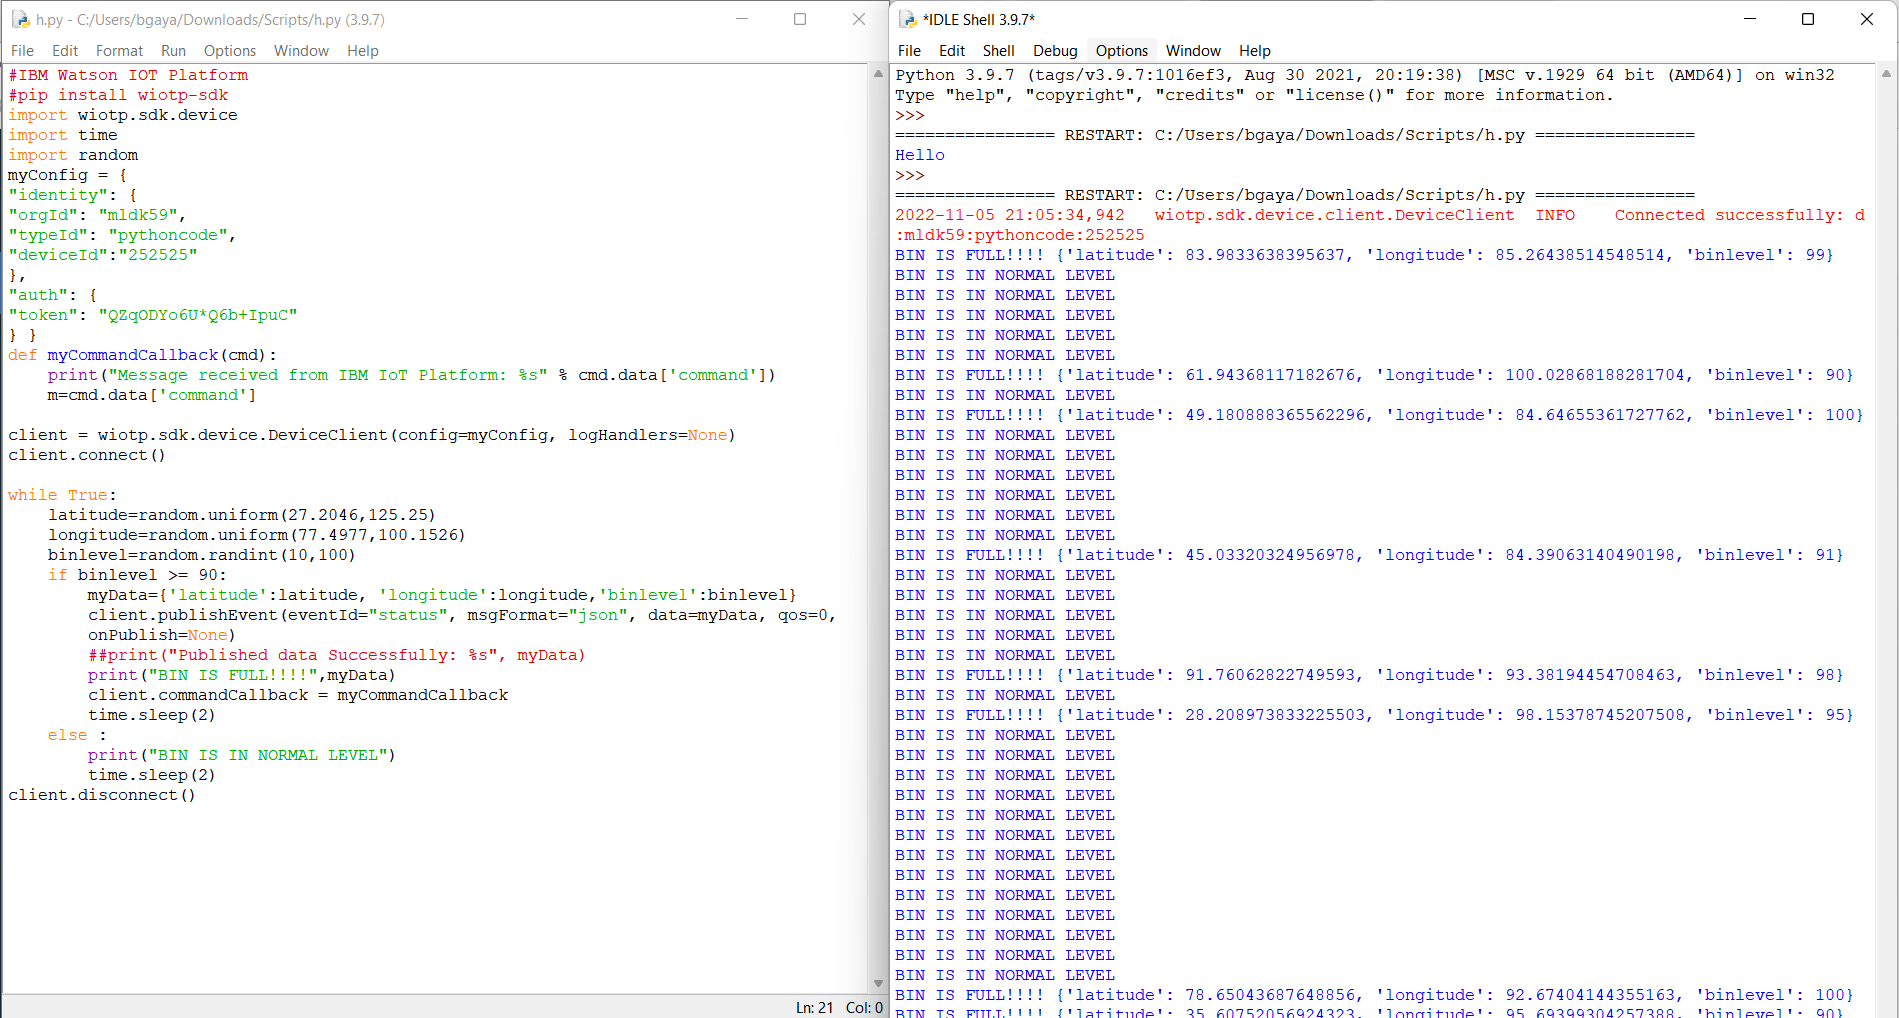 h.py - C:/Users/bgaya/Downloads/Scripts/h.py (3.9.7)
File Edit Format Run Options Window Help
#IBM Watson IOT Platform
#pip install wiotp-sdk
import wiotp.sdk.device
import time
import random
myConfig = {
"identity": {
"orgId": "mldk59",
"typeId": "pythoncode",
"deviceId":"252525"
},
"auth": {
"token": "QZqODYo6U*Q6b+IpuC"
} }
def myCommandCallback(cmd):
    print("Message received from IBM IoT Platform: %s" % cmd.data['command'])
    m=cmd.data['command']
client = wiotp.sdk.device.DeviceClient(config=myConfig, logHandlers=None)
client.connect()
while True:
    latitude=random.uniform(27.2046,125.25)
    longitude=random.uniform(77.4977,100.1526)
    binlevel=random.randint(10,100)
    if binlevel >= 90:
        myData={'latitude':latitude, 'longitude':longitude,'binlevel':binlevel}
        client.publishEvent(eventId="status", msgFormat="json", data=myData, qos=0,
        onPublish=None)
        ##print("Published data Successfully: %s", myData)
        print("BIN IS FULL!!!!",myData)
        client.commandCallback = myCommandCallback
        time.sleep(2)
    else :
        print("BIN IS IN NORMAL LEVEL")
        time.sleep(2)
client.disconnect()
Ln: 21 Col: 0
*IDLE Shell 3.9.7*
File Edit Shell Debug Options Window Help
Python 3.9.7 (tags/v3.9.7:1016ef3, Aug 30 2021, 20:19:38) [MSC v.1929 64 bit (AMD64)] on win32
Type "help", "copyright", "credits" or "license()" for more information.
>>>
================ RESTART: C:/Users/bgaya/Downloads/Scripts/h.py ================
Hello
>>>
================ RESTART: C:/Users/bgaya/Downloads/Scripts/h.py ================
2022-11-05 21:05:34,942   wiotp.sdk.device.client.DeviceClient  INFO    Connected successfully: d
:mldk59:pythoncode:252525
BIN IS FULL!!!! {'latitude': 83.9833638395637, 'longitude': 85.26438514548514, 'binlevel': 99}
BIN IS IN NORMAL LEVEL
BIN IS IN NORMAL LEVEL
BIN IS IN NORMAL LEVEL
BIN IS IN NORMAL LEVEL
BIN IS IN NORMAL LEVEL
BIN IS FULL!!!! {'latitude': 61.94368117182676, 'longitude': 100.02868188281704, 'binlevel': 90}
BIN IS IN NORMAL LEVEL
BIN IS FULL!!!! {'latitude': 49.180888365562296, 'longitude': 84.64655361727762, 'binlevel': 100}
BIN IS IN NORMAL LEVEL
BIN IS IN NORMAL LEVEL
BIN IS IN NORMAL LEVEL
BIN IS IN NORMAL LEVEL
BIN IS IN NORMAL LEVEL
BIN IS IN NORMAL LEVEL
BIN IS FULL!!!! {'latitude': 45.03320324956978, 'longitude': 84.39063140490198, 'binlevel': 91}
BIN IS IN NORMAL LEVEL
BIN IS IN NORMAL LEVEL
BIN IS IN NORMAL LEVEL
BIN IS IN NORMAL LEVEL
BIN IS IN NORMAL LEVEL
BIN IS FULL!!!! {'latitude': 91.76062822749593, 'longitude': 93.38194454708463, 'binlevel': 98}
BIN IS IN NORMAL LEVEL
BIN IS FULL!!!! {'latitude': 28.208973833225503, 'longitude': 98.15378745207508, 'binlevel': 95}
BIN IS IN NORMAL LEVEL
BIN IS IN NORMAL LEVEL
BIN IS IN NORMAL LEVEL
BIN IS IN NORMAL LEVEL
BIN IS IN NORMAL LEVEL
BIN IS IN NORMAL LEVEL
BIN IS IN NORMAL LEVEL
BIN IS IN NORMAL LEVEL
BIN IS IN NORMAL LEVEL
BIN IS IN NORMAL LEVEL
BIN IS IN NORMAL LEVEL
BIN IS IN NORMAL LEVEL
BIN IS IN NORMAL LEVEL
BIN IS FULL!!!! {'latitude': 78.65043687648856, 'longitude': 92.67404144355163, 'binlevel': 100}
BIN IS FULL!!!! {'latitude': 35.60752056924323, 'longitude': 95.69399304257388, 'binlevel': 90}